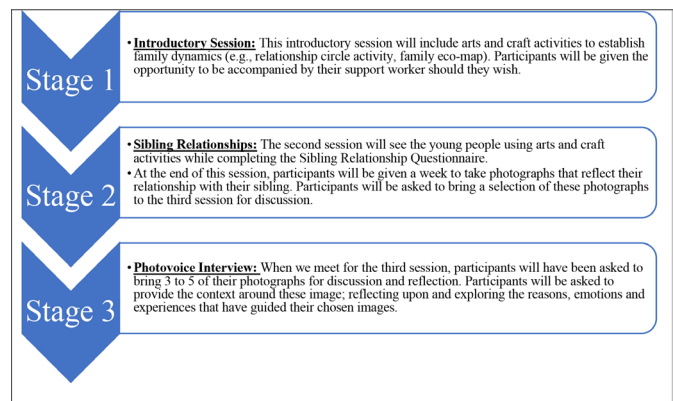 Stage 1
• Introductory Session: This introductory session will include arts and craft activities to establish
family dynamics (e.g., relationship circle activity, family eco-map). Participants will be given the
opportunity to be accompanied by their support worker should they wish.
Stage 2
• Sibling Relationships: The second session will see the young people using arts and craft
activities while completing the Sibling Relationship Questionnaire.
• At the end of this session, participants will be given a week to take photographs that reflect their
relationship with their sibling. Participants will be asked to bring a selection of these photographs
to the third session for discussion.
Stage 3
• Photovoice Interview: When we meet for the third session, participants will have been asked to
bring 3 to 5 of their photographs for discussion and reflection. Participants will be asked to
provide the context around these image; reflecting upon and exploring the reasons, emotions and
experiences that have guided their chosen images.